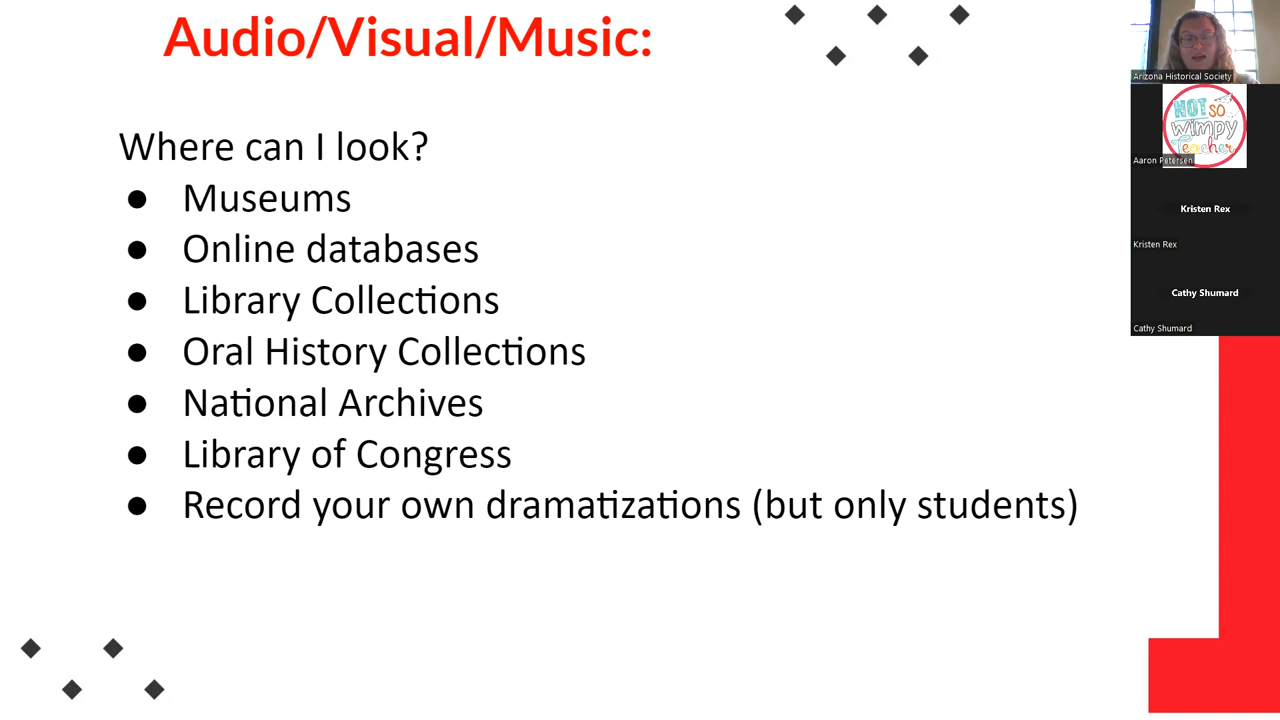 Audio/Visual/Music:
Where can I look?
● Museums
● Online databases
● Library Collections
● Oral History Collections
● National Archives
● Library of Congress
● Record your own dramatizations (but only students)
Arizona Historical Society
NOT SO
wimpy
Teacher
Aaron Petersen
Kristen Rex
Kristen Rex
Cathy Shumard
Cathy Shumard